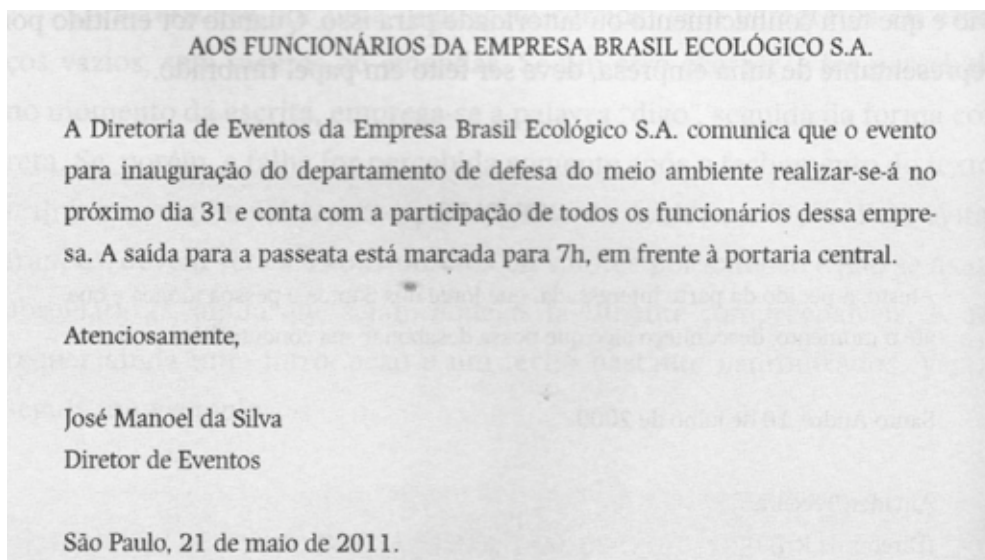 AOS FUNCIONÁRIOS DA EMPRESA BRASIL ECOLÓGICO S.A.
A Diretoria de Eventos da Empresa Brasil Ecológico S.A. comunica que o evento
para inauguração do departamento de defesa do meio ambiente realizar-se-á no
próximo dia 31 e conta com a participação de todos os funcionários dessa empre-
sa. A saída para a passeata está marcada para 7h, em frente à portaria central.
Atenciosamente,
José Manoel da Silva
Diretor de Eventos
São Paulo, 21 de maio de 2011.